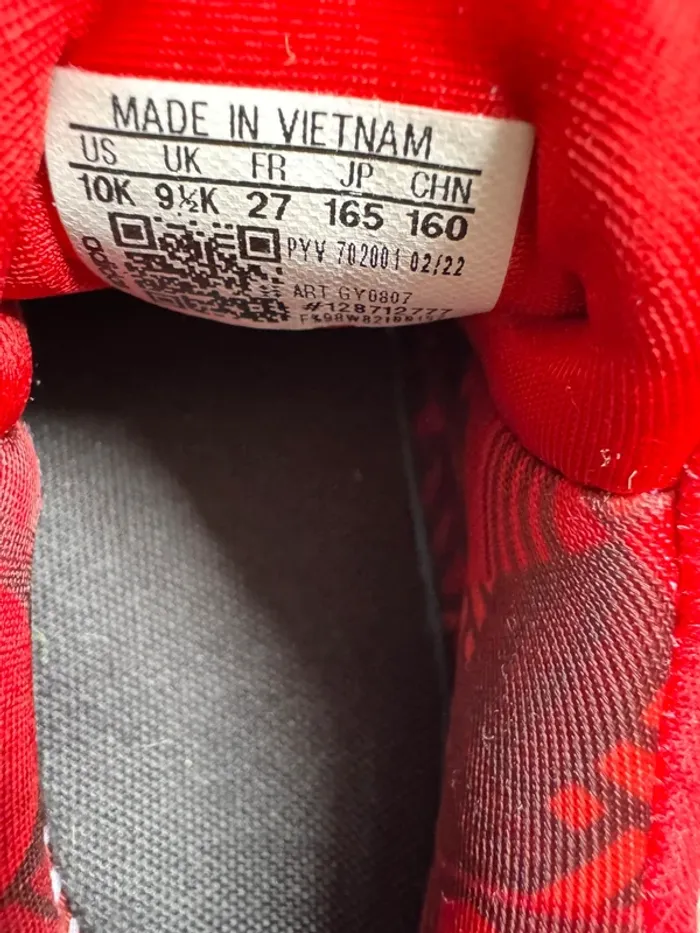 MADE IN VIETNAM
US UK FR JP CHN
10K 9½K 27 165 160
PYV 702001 02/22
ART GY0807
#128712777